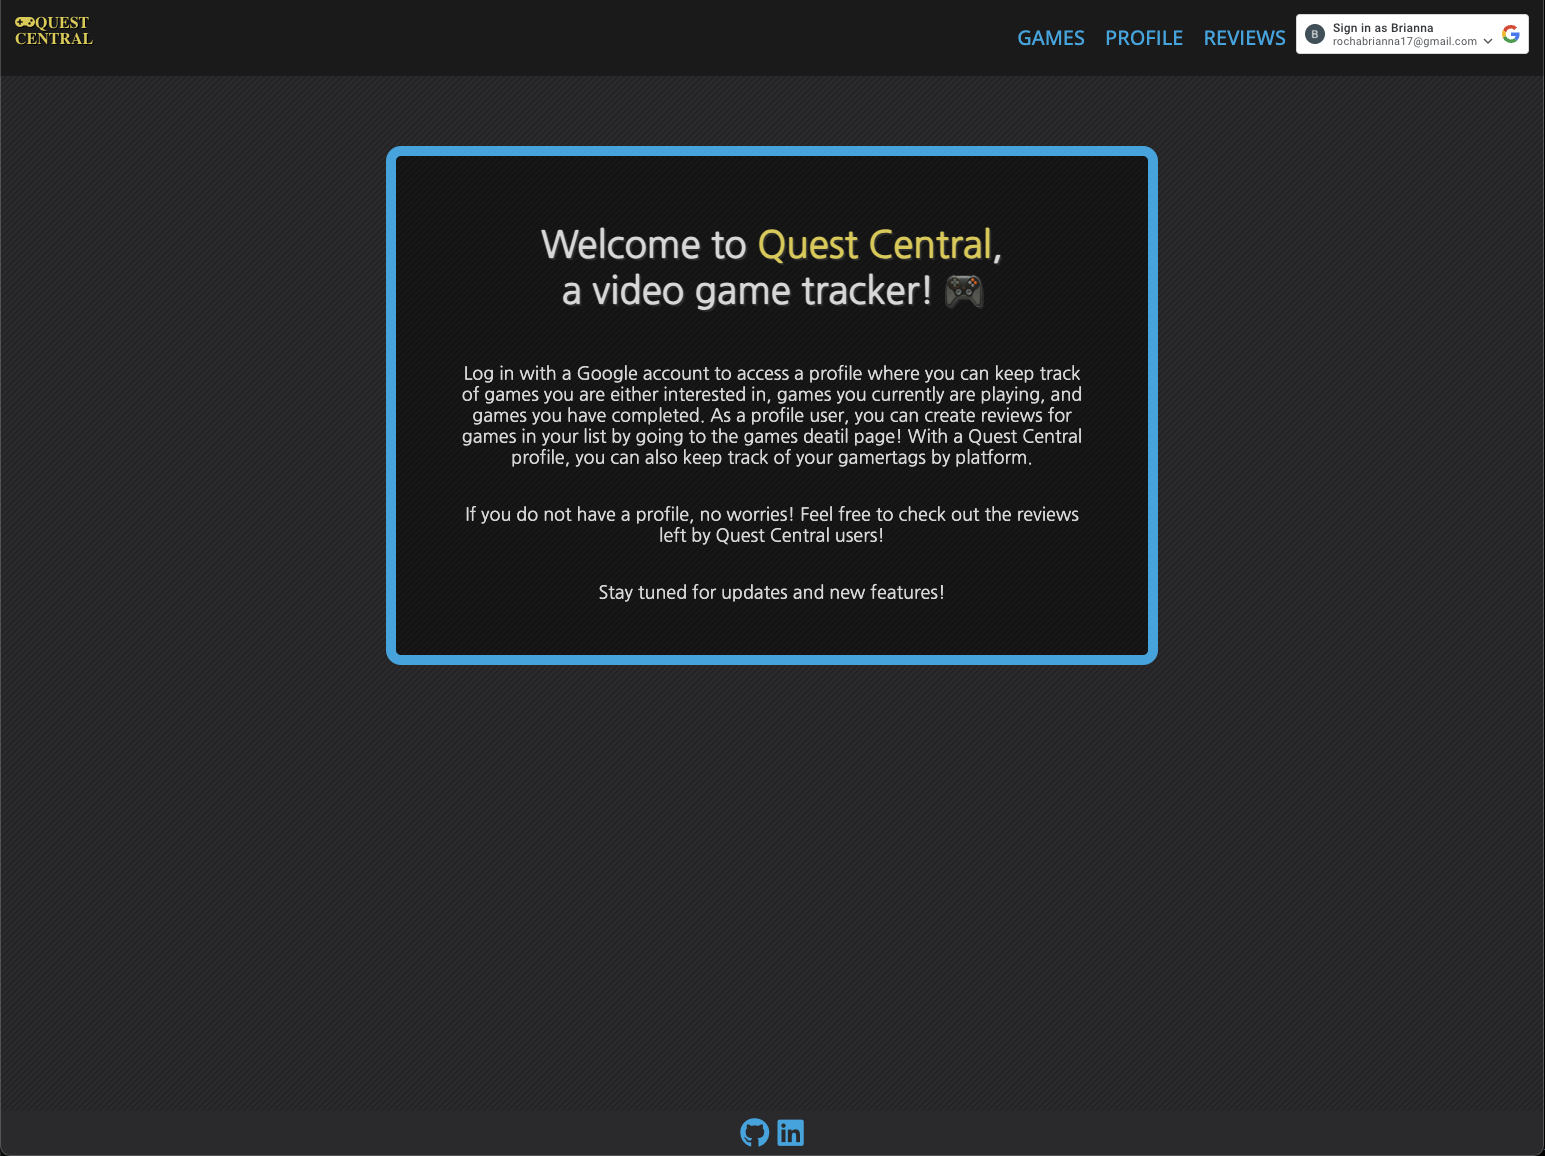 QUEST
CENTRAL
GAMES PROFILE REVIEWS
B
Sign in as Brianna
rochabrianna17@gmail.com
Welcome to Quest Central,
a video game tracker! 🎮
Log in with a Google account to access a profile where you can keep track
of games you are either interested in, games you currently are playing, and
games you have completed. As a profile user, you can create reviews for
games in your list by going to the games deatil page! With a Quest Central
profile, you can also keep track of your gamertags by platform.
If you do not have a profile, no worries! Feel free to check out the reviews
left by Quest Central users!
Stay tuned for updates and new features!
in